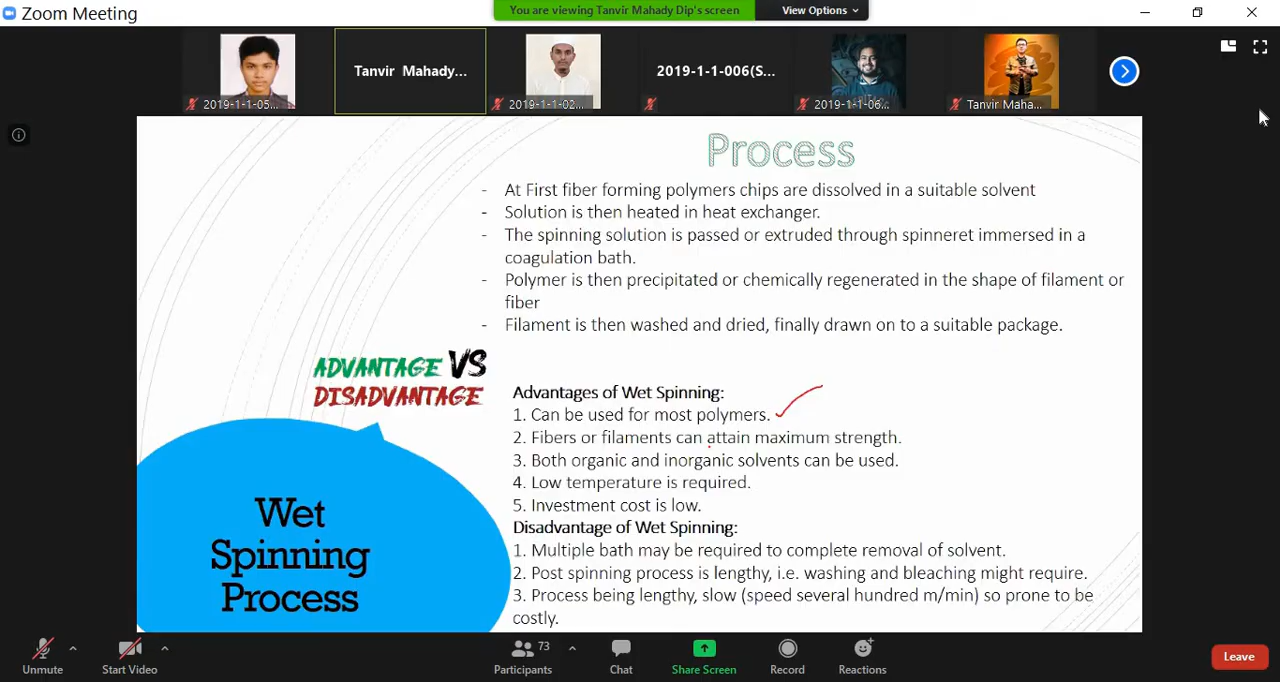 Zoom Meeting
You are viewing Tanvir Mahady Dip's screen
View Options
2019-1-1-05...
Tanvir Mahady...
2019-1-1-02...
2019-1-1-006(S...
2019-1-1-06...
Tanvir Maha...
Process
- At First fiber forming polymers chips are dissolved in a suitable solvent
- Solution is then heated in heat exchanger.
- The spinning solution is passed or extruded through spinneret immersed in a
coagulation bath.
- Polymer is then precipitated or chemically regenerated in the shape of filament or
fiber
- Filament is then washed and dried, finally drawn on to a suitable package.
ADVANTAGE VS
DISADVANTAGE
Wet
Spinning
Process
Advantages of Wet Spinning:
1. Can be used for most polymers.
2. Fibers or filaments can attain maximum strength.
3. Both organic and inorganic solvents can be used.
4. Low temperature is required.
5. Investment cost is low.
Disadvantage of Wet Spinning:
1. Multiple bath may be required to complete removal of solvent.
2. Post spinning process is lengthy, i.e. washing and bleaching might require.
3. Process being lengthy, slow (speed several hundred m/min) so prone to be
costly.
Unmute
Start Video
73
Participants
Chat
Share Screen
Record
Reactions
Leave